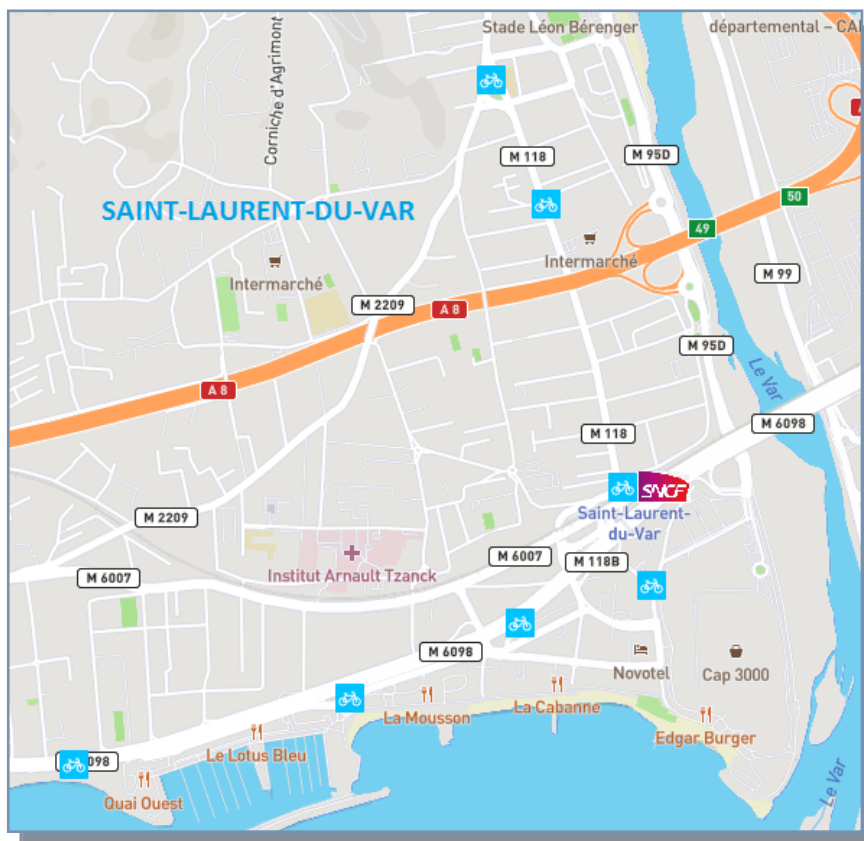 Stade Léon Bérenger
départemental – CA
Corniche d'Agrimont
M 118
M 95D
SAINT-LAURENT-DU-VAR
50
49
Intermarché
Intermarché
M 99
M 2209
A 8
M 95D
Le Var
A 8
M 6098
M 118
SNCF
Saint-Laurent-
du-Var
M 2209
M 6007
M 118B
Institut Arnault Tzanck
M 6007
M 6098
Novotel
Cap 3000
La Mousson
La Cabanne
Edgar Burger
Le Lotus Bleu
098
Quai Ouest
Le Var